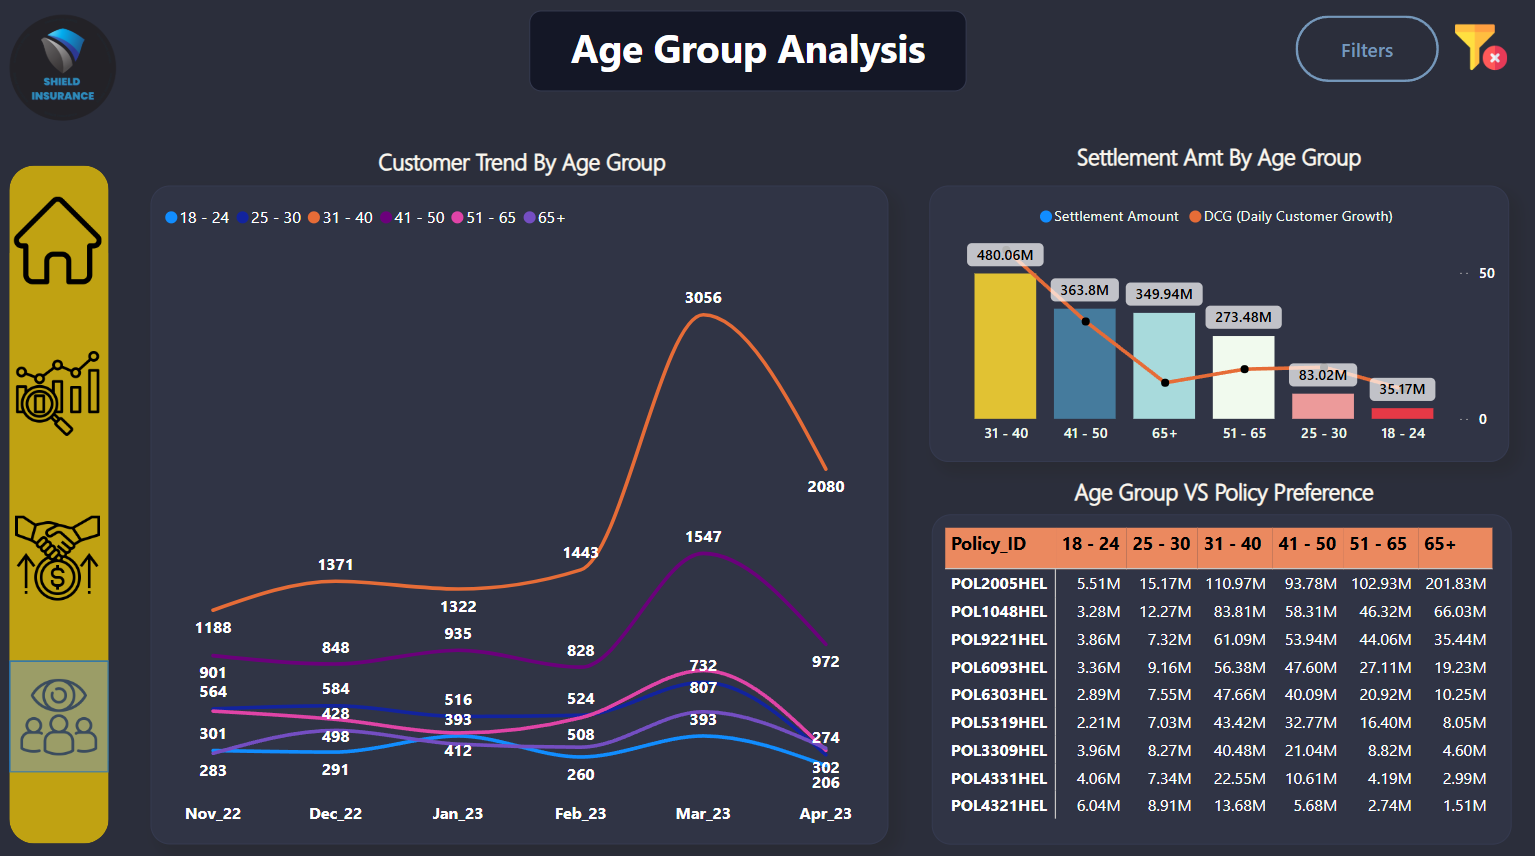 SHIELD
INSURANCE
Age Group Analysis
Filters
Customer Trend By Age Group
18 - 24 25 - 30 31 - 40 41 - 50 51 - 65 65+
3056
2080
1547
1443
1371
1322
1188
935
848
828
972
901
564
584
516
524
732
807
428
393
274
301
498
508
393
412
302
283
291
260
206
Nov_22 Dec_22 Jan_23 Feb_23 Mar_23 Apr_23
Settlement Amt By Age Group
Settlement Amount DCG (Daily Customer Growth)
480.06M
363.8M
349.94M
273.48M
83.02M
35.17M
50
0
31 - 40 41 - 50 65+ 51 - 65 25 - 30 18 - 24
Age Group VS Policy Preference
Policy_ID 18 - 24 25 - 30 31 - 40 41 - 50 51 - 65 65+
POL2005HEL 5.51M 15.17M 110.97M 93.78M 102.93M 201.83M
POL1048HEL 3.28M 12.27M 83.81M 58.31M 46.32M 66.03M
POL9221HEL 3.86M 7.32M 61.09M 53.94M 44.06M 35.44M
POL6093HEL 3.36M 9.16M 56.38M 47.60M 27.11M 19.23M
POL6303HEL 2.89M 7.55M 47.66M 40.09M 20.92M 10.25M
POL5319HEL 2.21M 7.03M 43.42M 32.77M 16.40M 8.05M
POL3309HEL 3.96M 8.27M 40.48M 21.04M 8.82M 4.60M
POL4331HEL 4.06M 7.34M 22.55M 10.61M 4.19M 2.99M
POL4321HEL 6.04M 8.91M 13.68M 5.68M 2.74M 1.51M